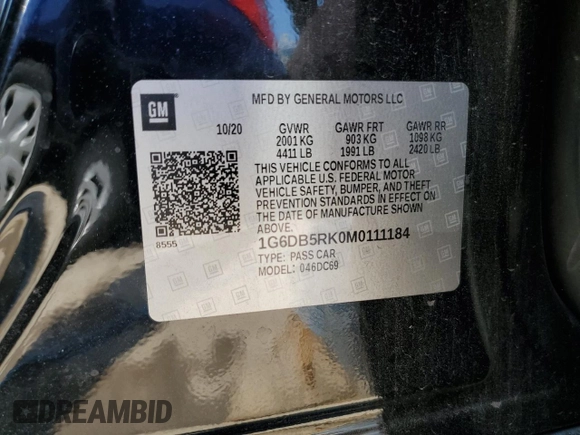 GM
MFD BY GENERAL MOTORS LLC
10/20 GVWR GAWR FRT GAWR RR
2001 KG 903 KG 1098 KG
4411 LB 1991 LB 2420 LB
THIS VEHICLE CONFORMS TO ALL
APPLICABLE U.S. FEDERAL MOTOR
VEHICLE SAFETY, BUMPER, AND THEFT
PREVENTION STANDARDS IN EFFECT ON
THE DATE OF MANUFACTURE SHOWN
ABOVE.
8555
1G6DB5RK0M0111184
TYPE: PASS CAR
MODEL: 046DC69
DREAMBID